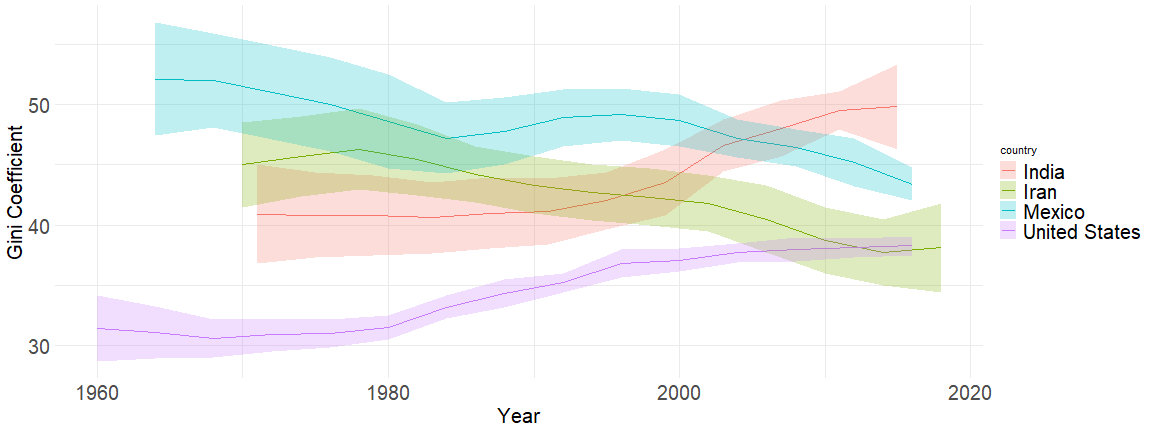 Gini Coefficient
50
40
30
1960
1980
2000
2020
Year
country
India
Iran
Mexico
United States